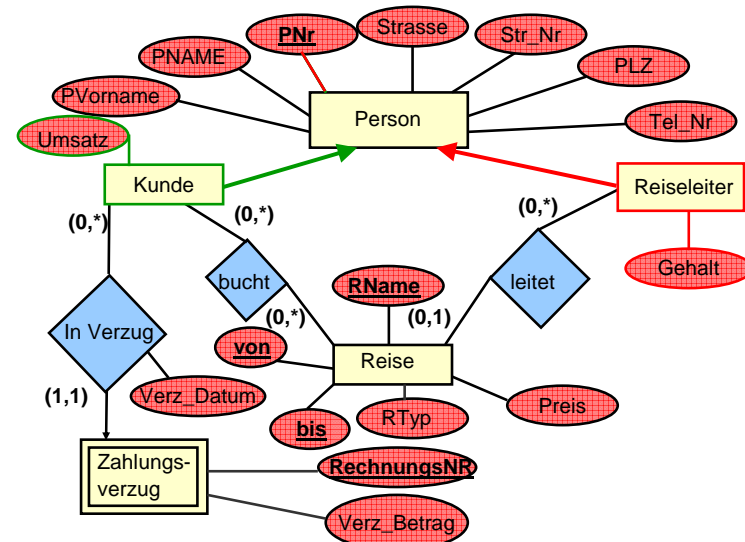 PNr
Strasse
Str_Nr
PNAME
PLZ
PVorname
Person
Tel_Nr
Umsatz
Kunde
Reiseleiter
(0,*)
(0,*)
(0,*)
Gehalt
bucht
leitet
RName
In Verzug
(0,*)
(0,1)
von
Reise
(1,1)
Verz_Datum
RTyp
Preis
bis
Zahlungs-
verzug
RechnungsNR
Verz_Betrag